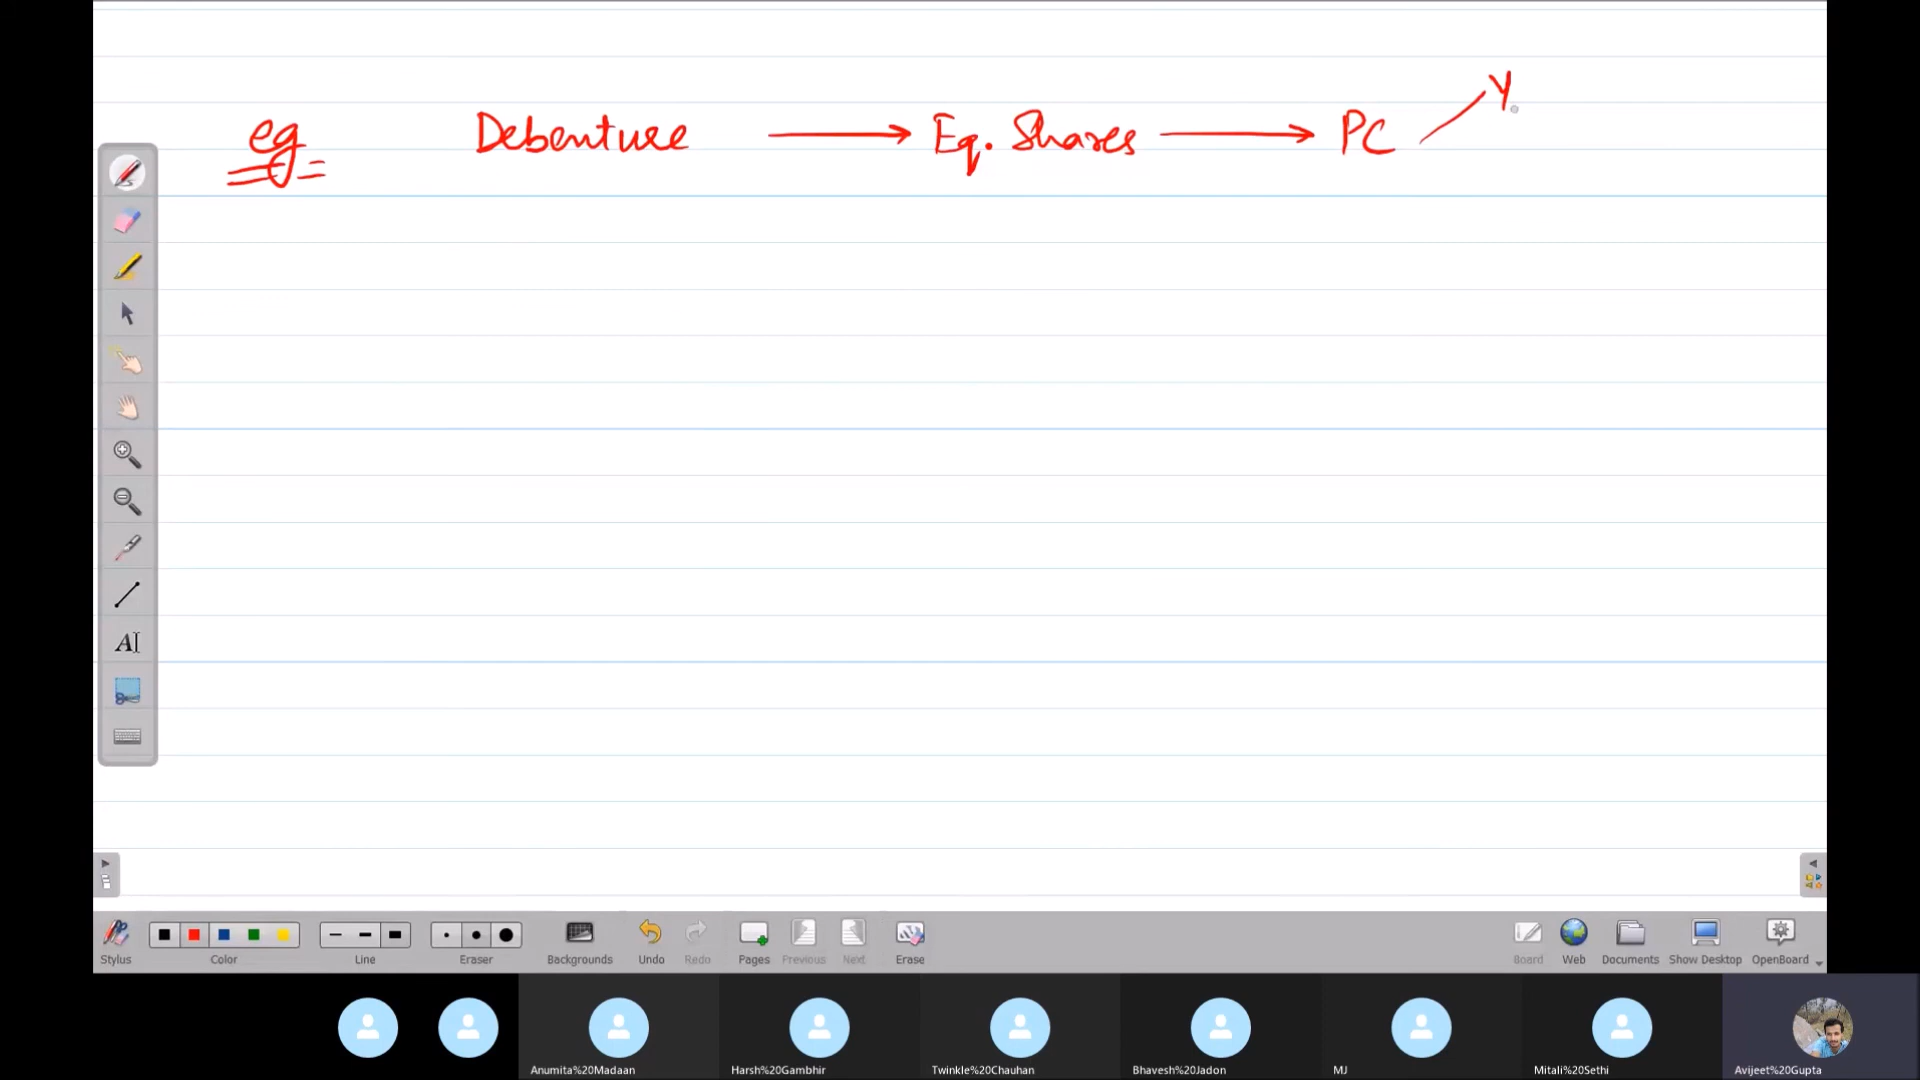 eg Debenture → Eq. Shares → PC Y
Stylus Color Line Eraser Backgrounds Undo Redo Pages Previous Next Erase Board Web Documents Show Desktop OpenBoard
Anumita%20Madaan Harsh%20Gambhir Twinkle%20Chauhan Bhavesh%20Jadon MJ Mitali%20Sethi Avijeet%20Gupta